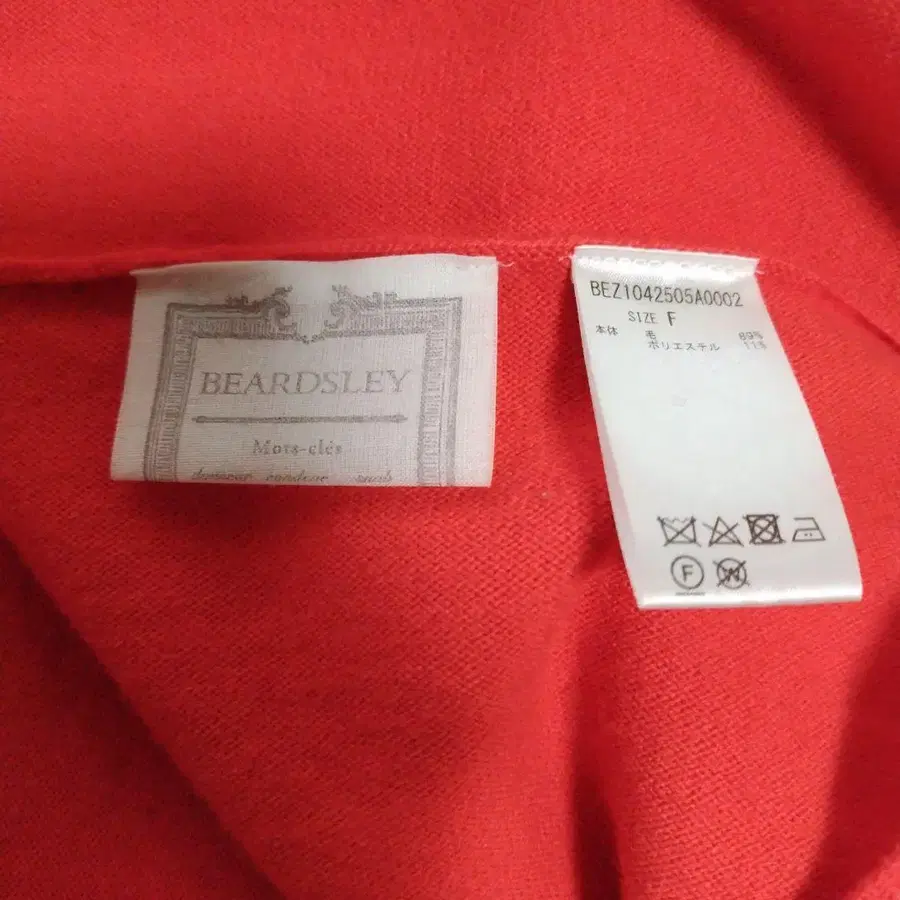 BEARDSLEY
Mots-clés
BEZ1042505A0002
SIZE F
本体 毛 89%
ポリエステル 11%
F
W